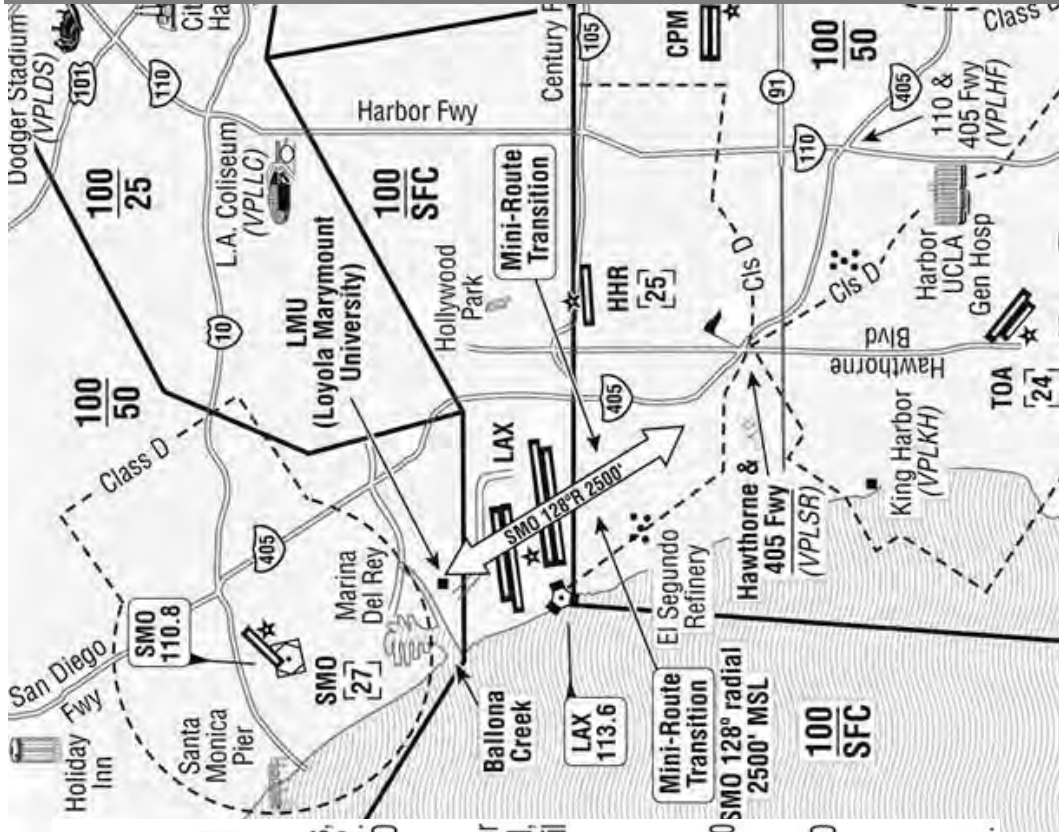 Dodger Stadium
(VPLDS)
101
110
Cit
Ha
105
Century F
CPM
100
50
Class D
405
91
110 &
405 Fwy
(VPLHF)
110
Harbor Fwy
100
25
L.A. Coliseum
(VPLLC)
100
SFC
Mini-Route
Transition
LMU
(Loyola Marymount
University)
Hollywood
Park
HHR
[25]
Cls D
Cls D
Harbor
UCLA
Gen Hosp
10
100
50
Hawthorne
Blvd
TOA
[24]
405
LAX
Class D
SMO 128°R 2500'
Hawthorne &
405 Fwy
(VPLSR)
King Harbor
(VPLKH)
405
Marina
Del Rey
El Segundo
Refinery
SMO
110.8
San Diego
Fwy
SMO
[27]
Ballona
Creek
LAX
113.6
Mini-Route
Transition
SMO 128° radial
2500' MSL
100
SFC
Santa
Monica
Pier
Holiday
Inn